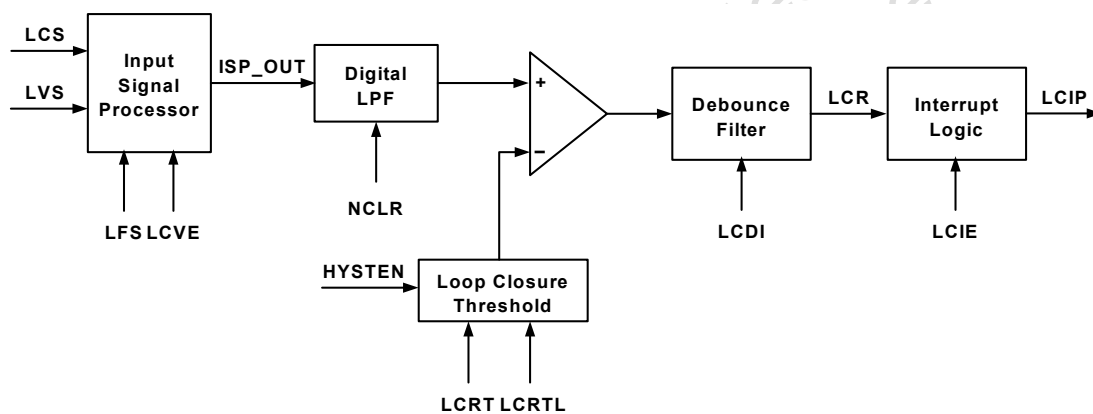 LCS
LVS
Input
Signal
Processor
LFS LCVE
ISP_OUT
Digital
LPF
NCLR
+
−
HYSTEN
Loop Closure
Threshold
LCRT LCRTL
Debounce
Filter
LCDI
LCR
Interrupt
Logic
LCIE
LCIP